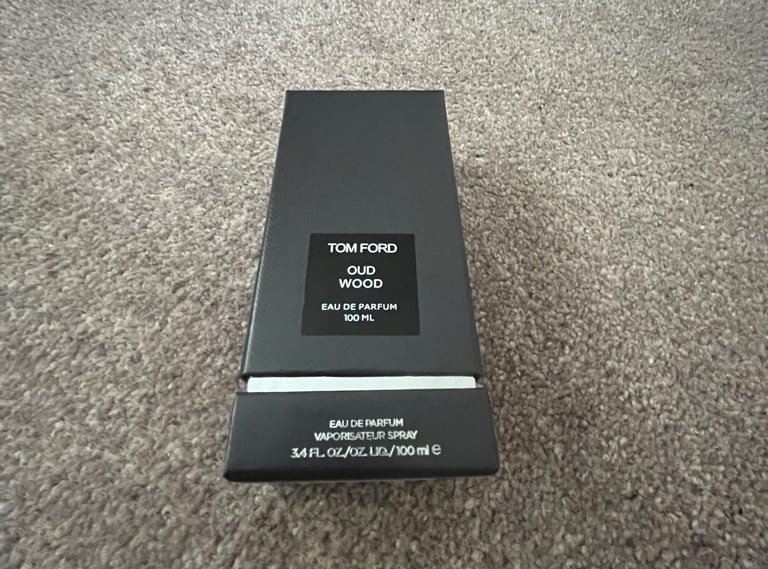 TOM FORD
OUD
WOOD
EAU DE PARFUM
100 ML
EAU DE PARFUM
VAPORISATEUR SPRAY
3.4 FL. OZ./OZ. LIQ./100 ml ℮